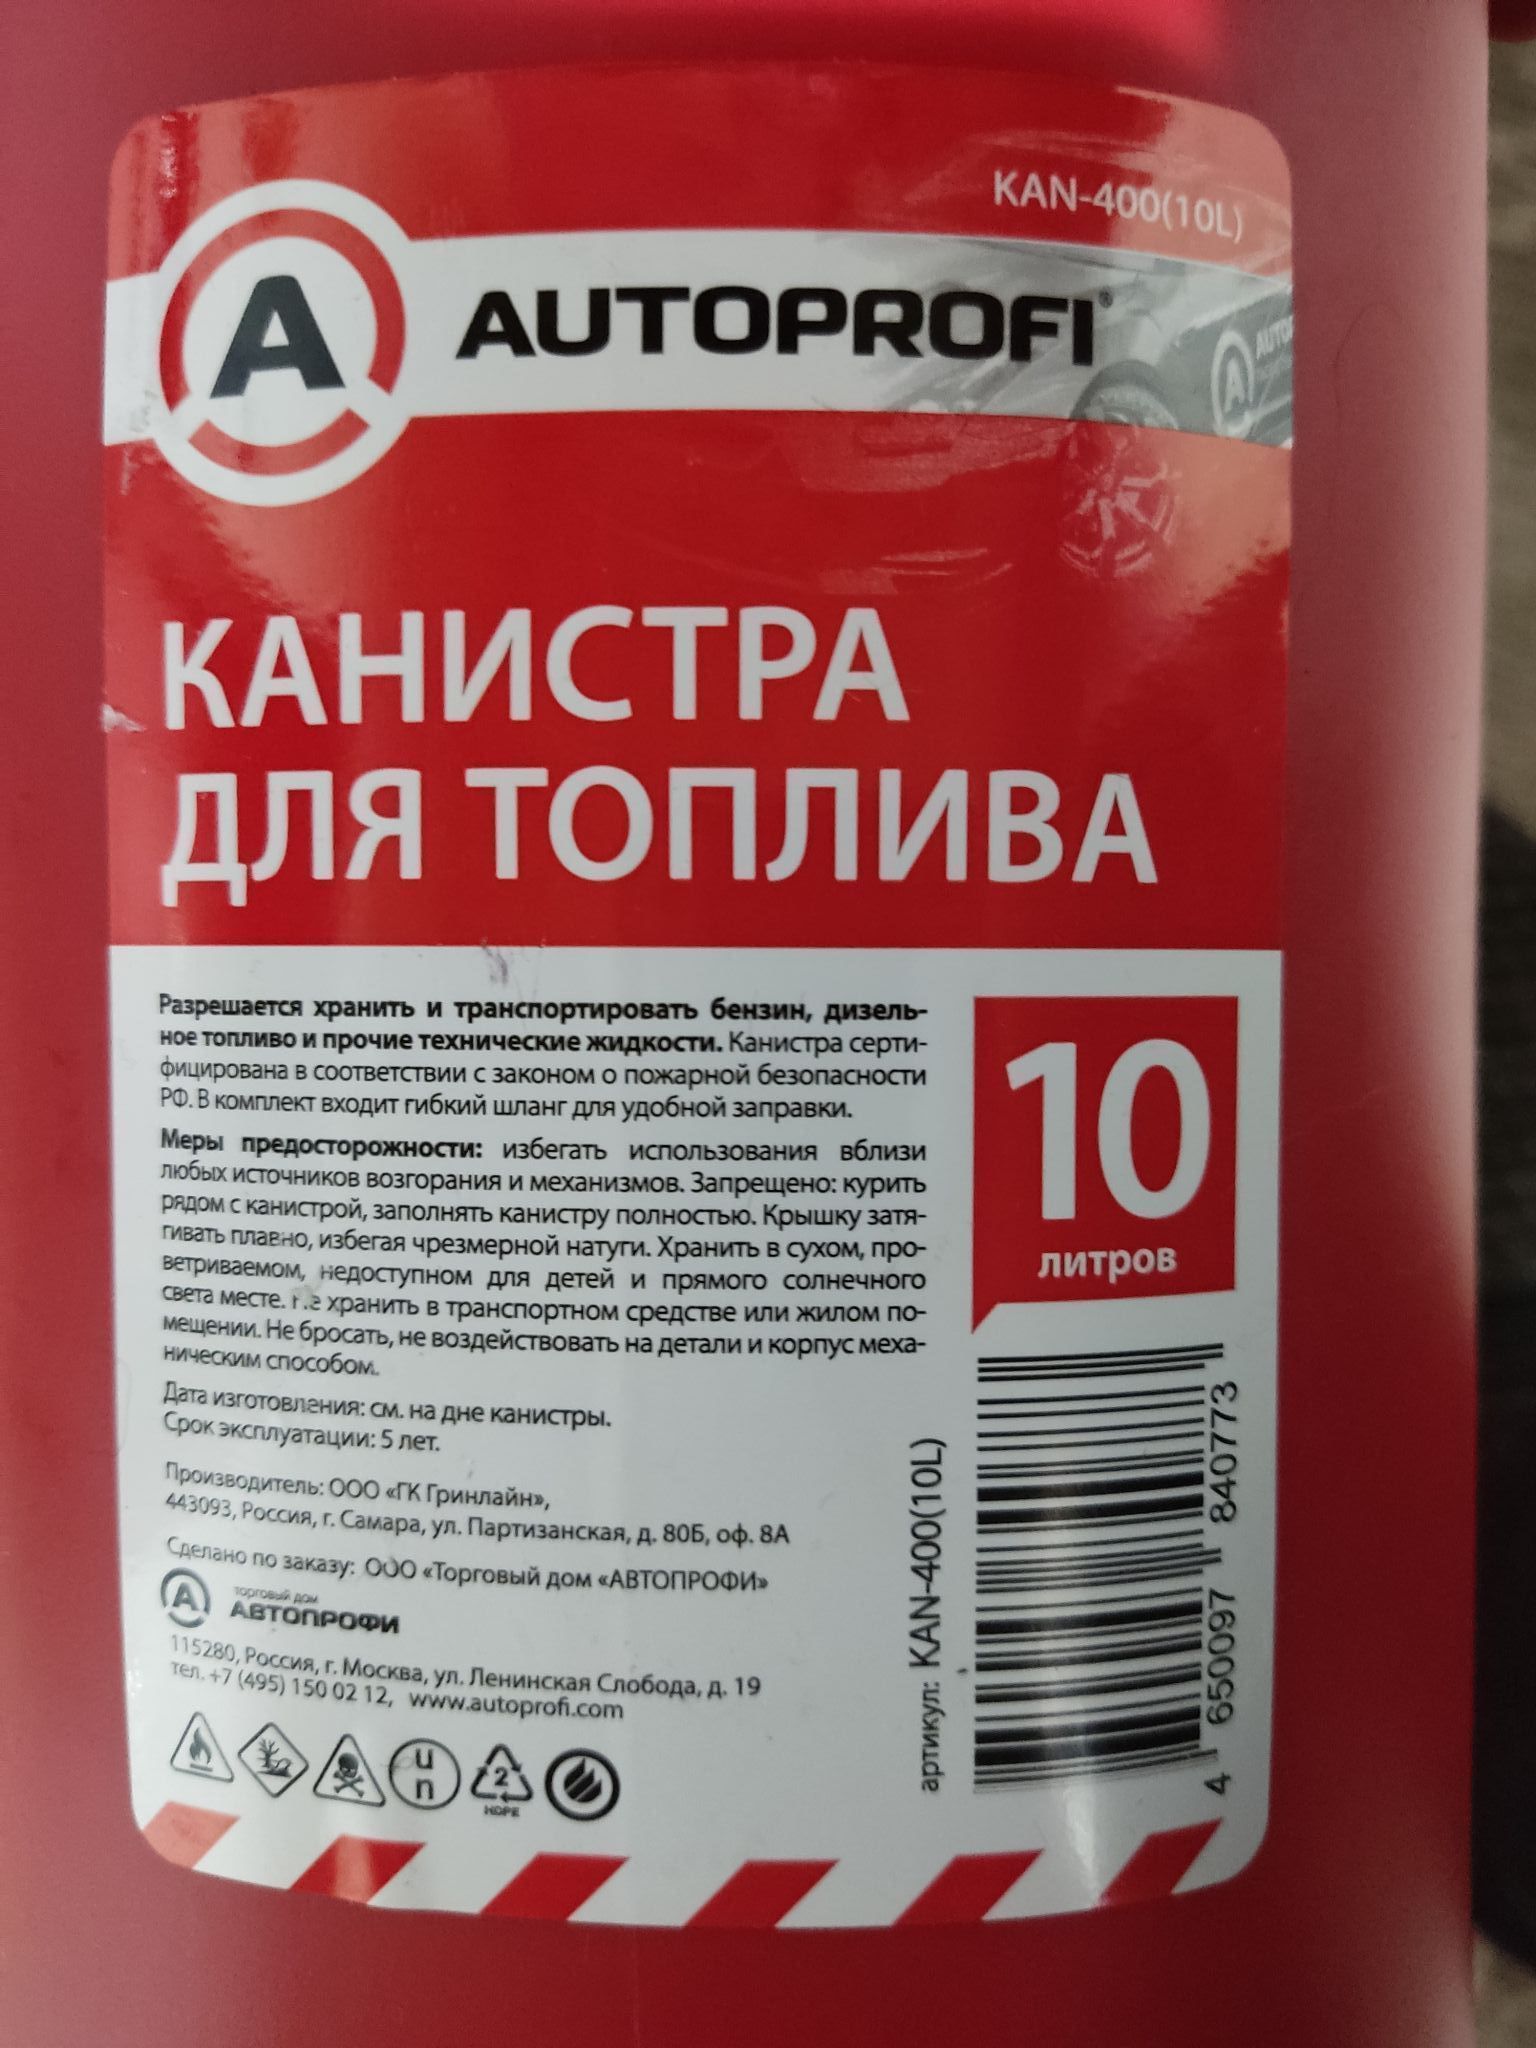 KAN-400(10L)
A
AUTOPROFI®
A AUTO
КАНИСТРА
ДЛЯ ТОПЛИВА
Разрешается хранить и транспортировать бензин, дизель-
ное топливо и прочие технические жидкости. Канистра серти-
фицирована в соответствии с законом о пожарной безопасности
РФ. В комплект входит гибкий шланг для удобной заправки.
Меры предосторожности: избегать использования вблизи
любых источников возгорания и механизмов. Запрещено: курить
рядом с канистрой, заполнять канистру полностью. Крышку затя-
гивать плавно, избегая чрезмерной натуги. Хранить в сухом, про-
ветриваемом, недоступном для детей и прямого солнечного
света месте. Не хранить в транспортном средстве или жилом по-
мещении. Не бросать, не воздействовать на детали и корпус меха-
ническим способом.
Дата изготовления: см. на дне канистры.
Срок эксплуатации: 5 лет.
Производитель: ООО «ГК Гринлайн»,
443093, Россия, г. Самара, ул. Партизанская, д. 80Б, оф. 8А
Сделано по заказу: ООО «Торговый дом «АВТОПРОФИ»
A
торговый дом
АВТОПРОФИ
115280, Россия, г. Москва, ул. Ленинская Слобода, д. 19
тел. +7 (495) 150 02 12, www.autoprofi.com
u
n
2
HDPE
10
литров
артикул: KAN-400(10L)
4 650097 840773